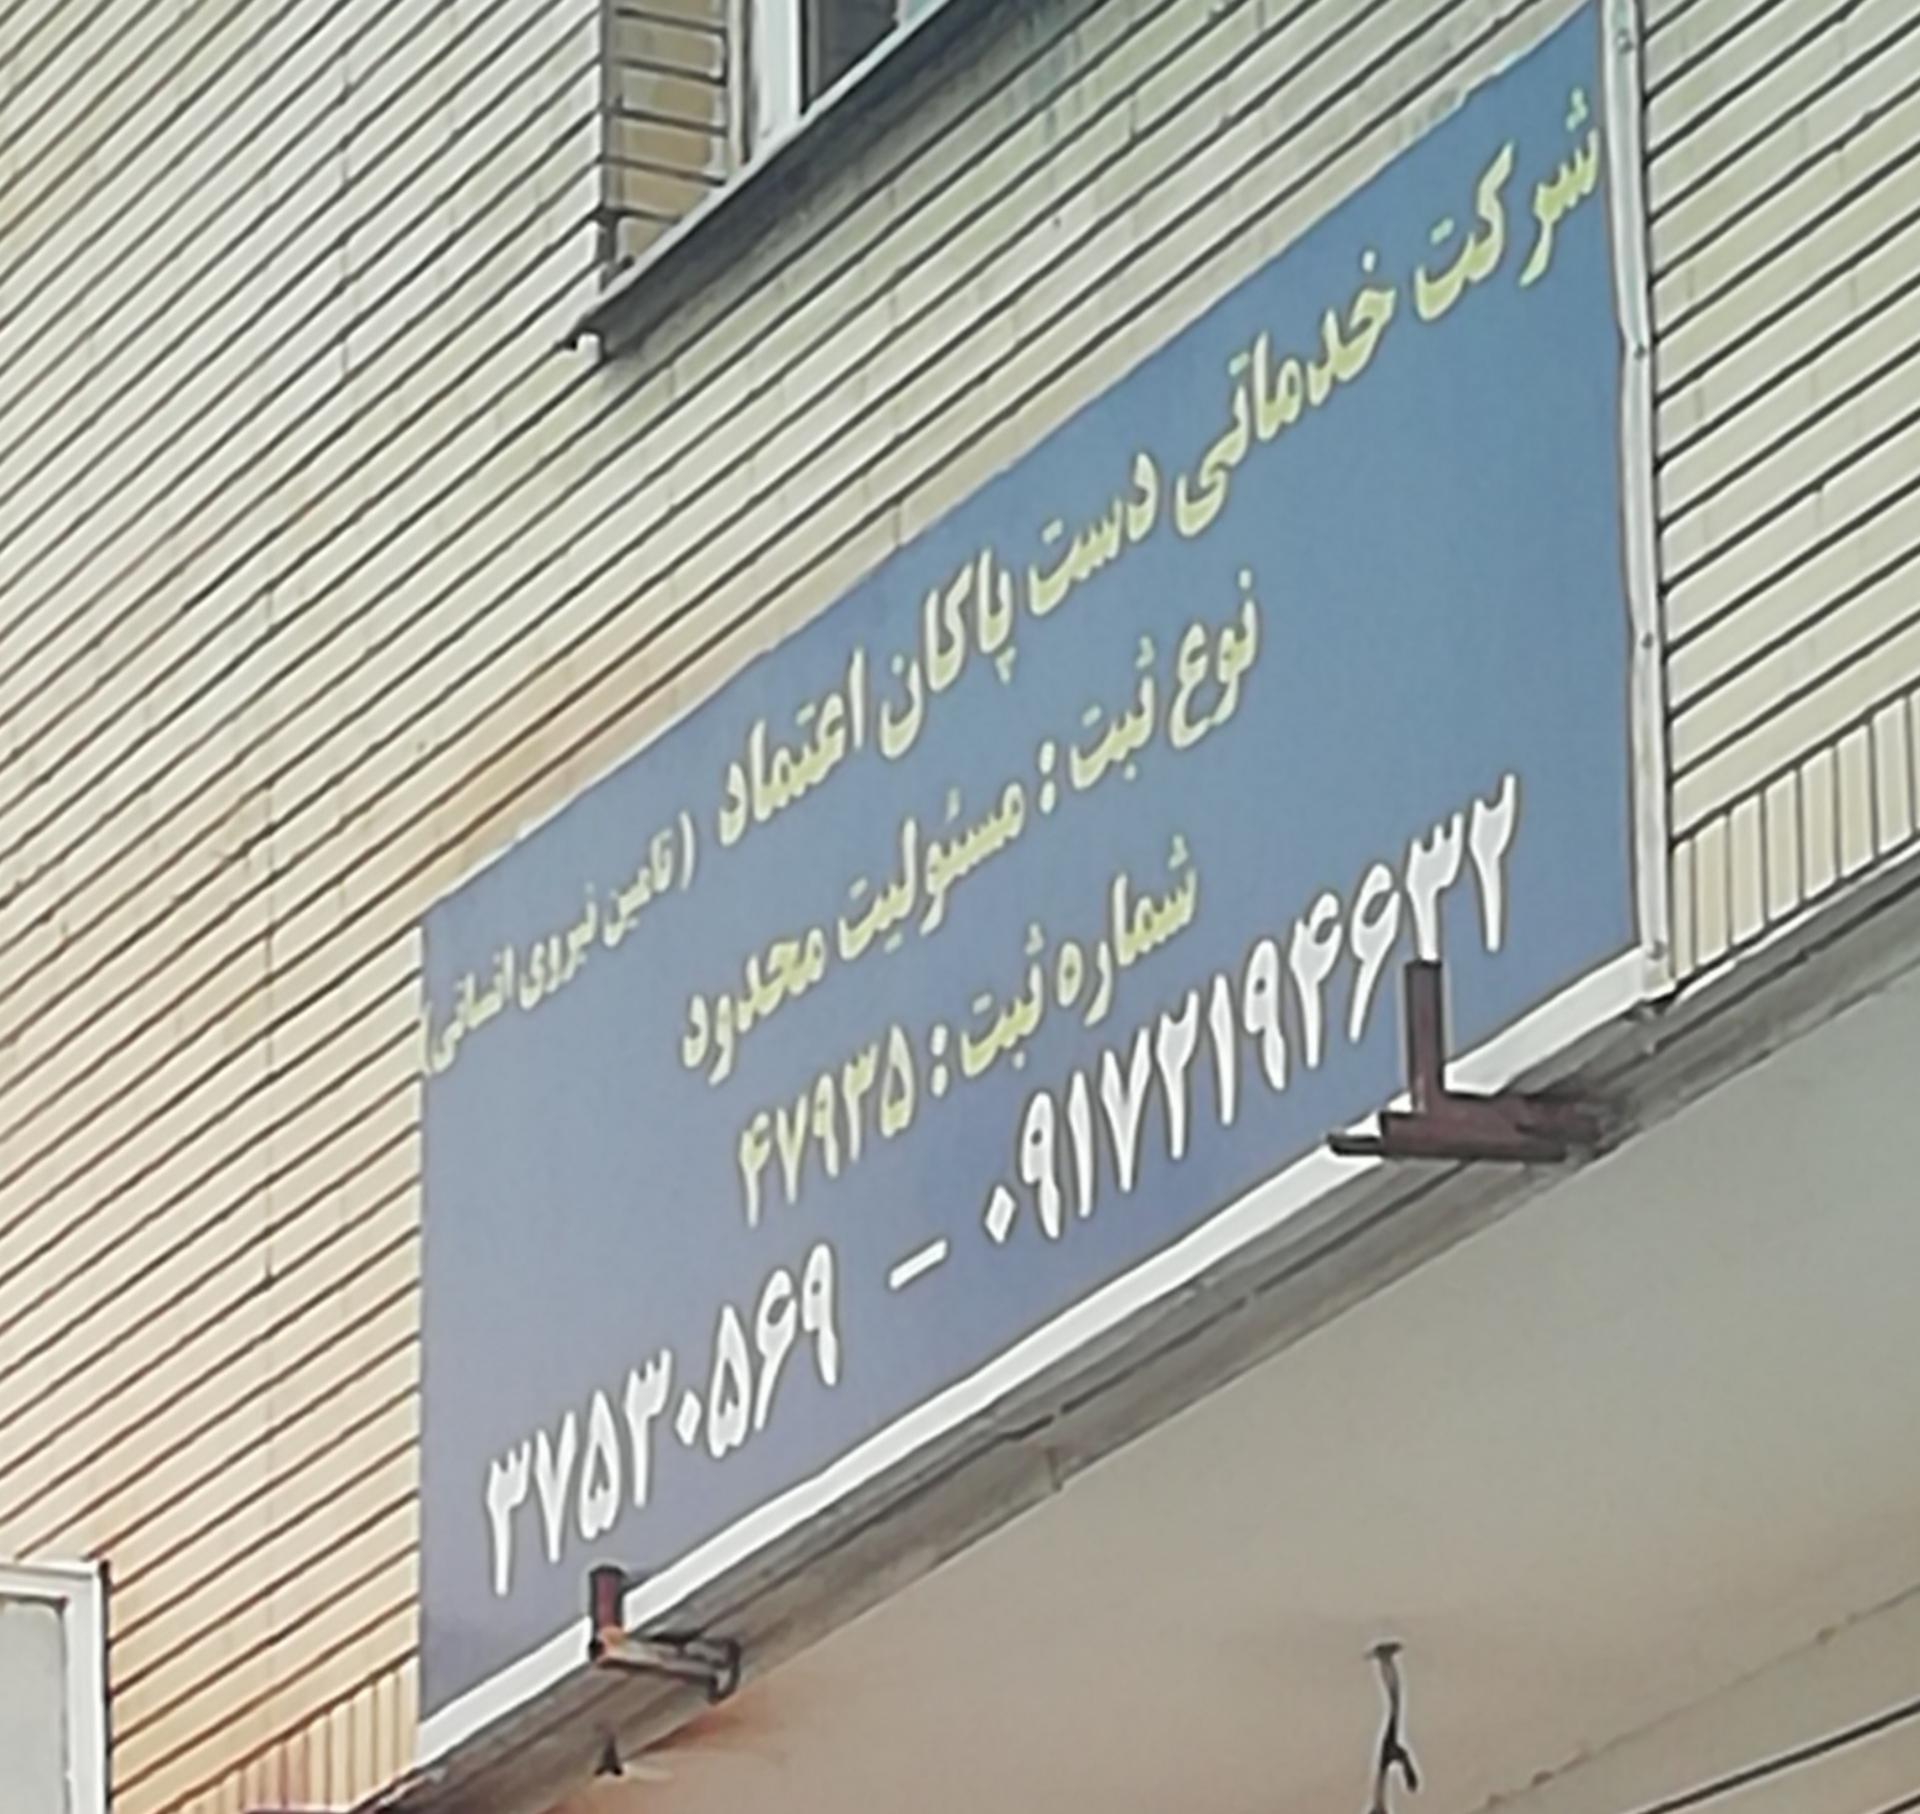 شرکت خدماتی دست پاکان اعتماد (تامین نیروی انسانی)
نوع ثبت : مسئولیت محدود
شماره ثبت : ۴۷۹۳۵
۳۷۵۳۰۵۶۹ - ۰۹۱۷۲۱۹۴۶۳۲